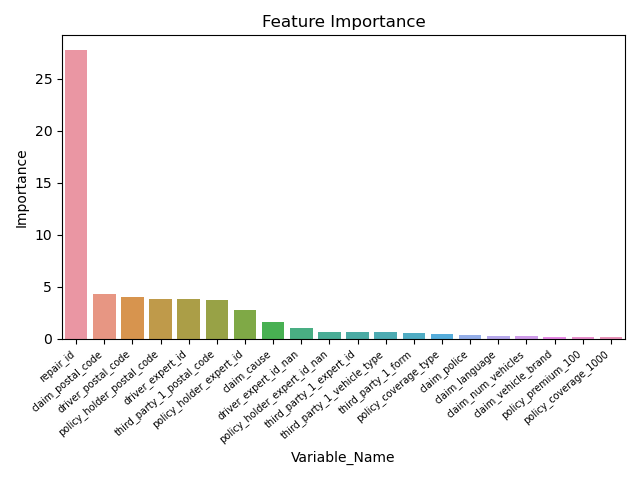 Feature Importance
Importance
25
20
15
10
5
0
repair_id
claim_postal_code
driver_postal_code
policy_holder_postal_code
driver_expert_id
third_party_1_postal_code
policy_holder_expert_id
claim_cause
driver_expert_id_nan
policy_holder_expert_id_nan
third_party_1_expert_id
third_party_1_vehicle_type
third_party_1_form
policy_coverage_type
claim_police
claim_language
claim_num_vehicles
claim_vehicle_brand
policy_premium_100
policy_coverage_1000
Variable_Name